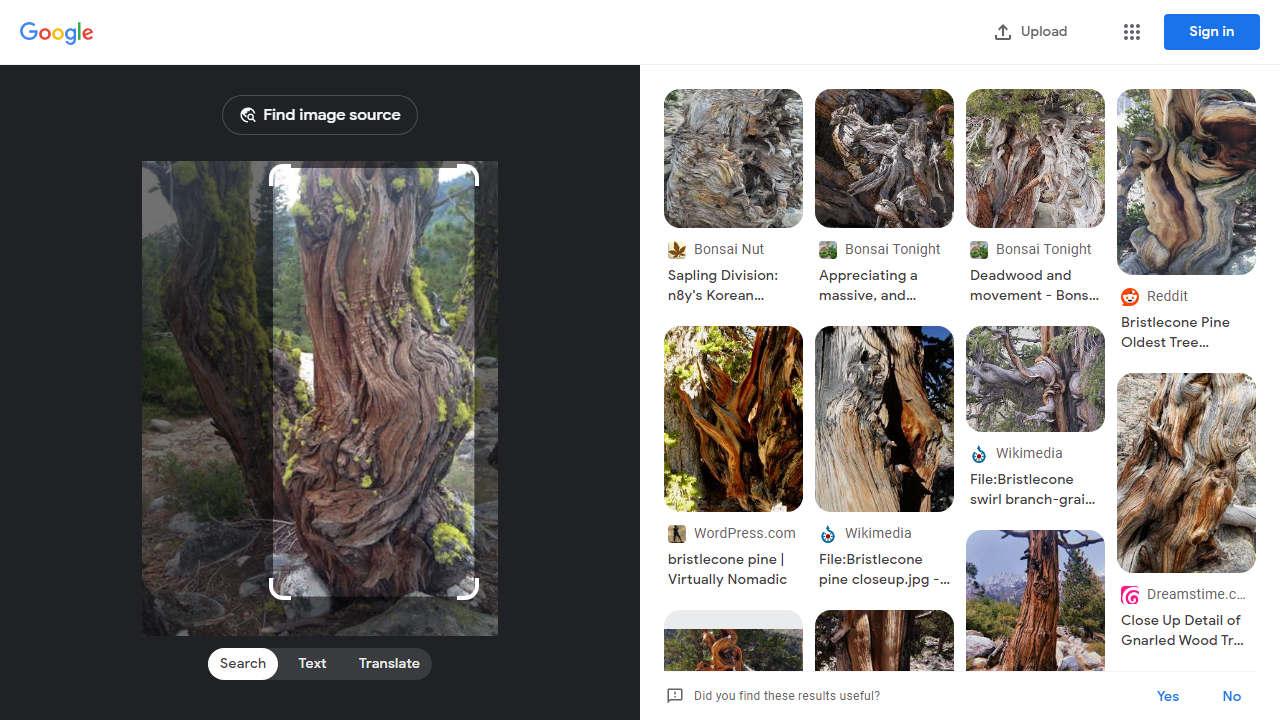 Google
Upload
Sign in
Find image source
Search
Text
Translate
Bonsai Nut
Sapling Division:
n8y's Korean...
Bonsai Tonight
Appreciating a
massive, and...
Bonsai Tonight
Deadwood and
movement - Bons...
Reddit
Bristlecone Pine
Oldest Tree...
WordPress.com
bristlecone pine |
Virtually Nomadic
Wikimedia
File:Bristlecone
pine closeup.jpg -...
Wikimedia
File:Bristlecone
swirl branch-grai...
Dreamstime.c...
Close Up Detail of
Gnarled Wood Tr...
Did you find these results useful?
Yes
No